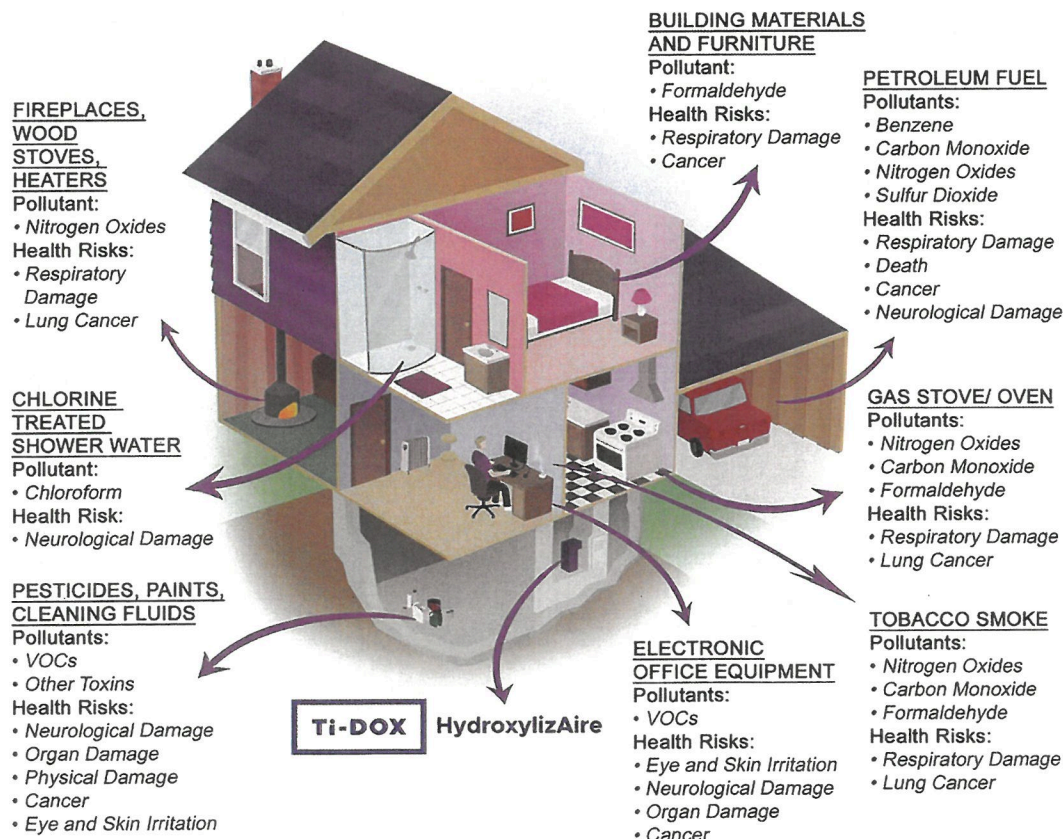 BUILDING MATERIALS
AND FURNITURE
Pollutant:
• Formaldehyde
Health Risks:
• Respiratory Damage
• Cancer
PETROLEUM FUEL
Pollutants:
• Benzene
• Carbon Monoxide
• Nitrogen Oxides
• Sulfur Dioxide
Health Risks:
• Respiratory Damage
• Death
• Cancer
• Neurological Damage
FIREPLACES,
WOOD
STOVES,
HEATERS
Pollutant:
• Nitrogen Oxides
Health Risks:
• Respiratory
Damage
• Lung Cancer
CHLORINE
TREATED
SHOWER WATER
Pollutant:
• Chloroform
Health Risk:
• Neurological Damage
GAS STOVE/ OVEN
Pollutants:
• Nitrogen Oxides
• Carbon Monoxide
• Formaldehyde
Health Risks:
• Respiratory Damage
• Lung Cancer
PESTICIDES, PAINTS,
CLEANING FLUIDS
Pollutants:
• VOCs
• Other Toxins
Health Risks:
• Neurological Damage
• Organ Damage
• Physical Damage
• Cancer
• Eye and Skin Irritation
Ti-DOX HydroxylizAire
ELECTRONIC
OFFICE EQUIPMENT
Pollutants:
• VOCs
Health Risks:
• Eye and Skin Irritation
• Neurological Damage
• Organ Damage
• Cancer
TOBACCO SMOKE
Pollutants:
• Nitrogen Oxides
• Carbon Monoxide
• Formaldehyde
Health Risks:
• Respiratory Damage
• Lung Cancer